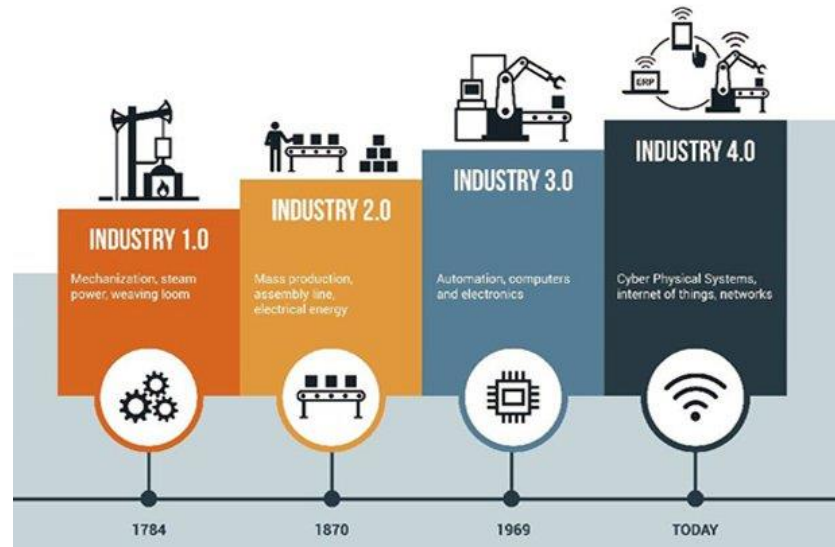 ERP
INDUSTRY 1.0
Mechanization, steam
power, weaving loom
INDUSTRY 2.0
Mass production,
assembly line,
electrical energy
INDUSTRY 3.0
Automation, computers
and electronics
INDUSTRY 4.0
Cyber Physical Systems,
internet of things, networks
1784
1870
1969
TODAY